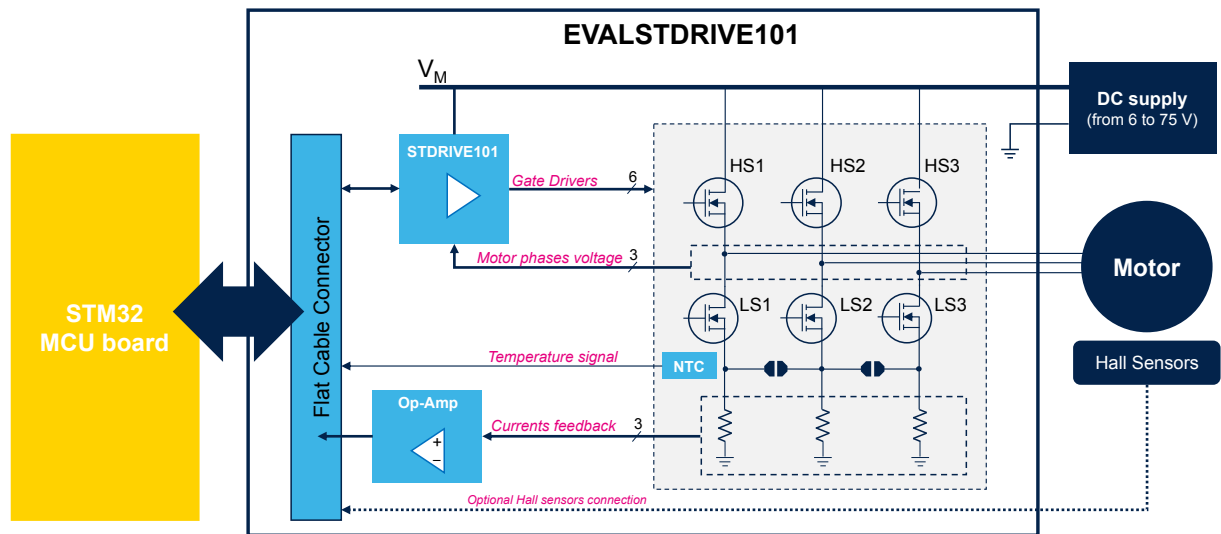 EVALSTDRIVE101
VM
DC supply
(from 6 to 75 V)
STDRIVE101
HS1
HS2
HS3
Gate Drivers
6
Motor phases voltage
3
Motor
STM32
MCU board
Flat Cable Connector
LS1
LS2
LS3
Temperature signal
NTC
Hall Sensors
Op-Amp
+
−
Currents feedback
3
Optional Hall sensors connection